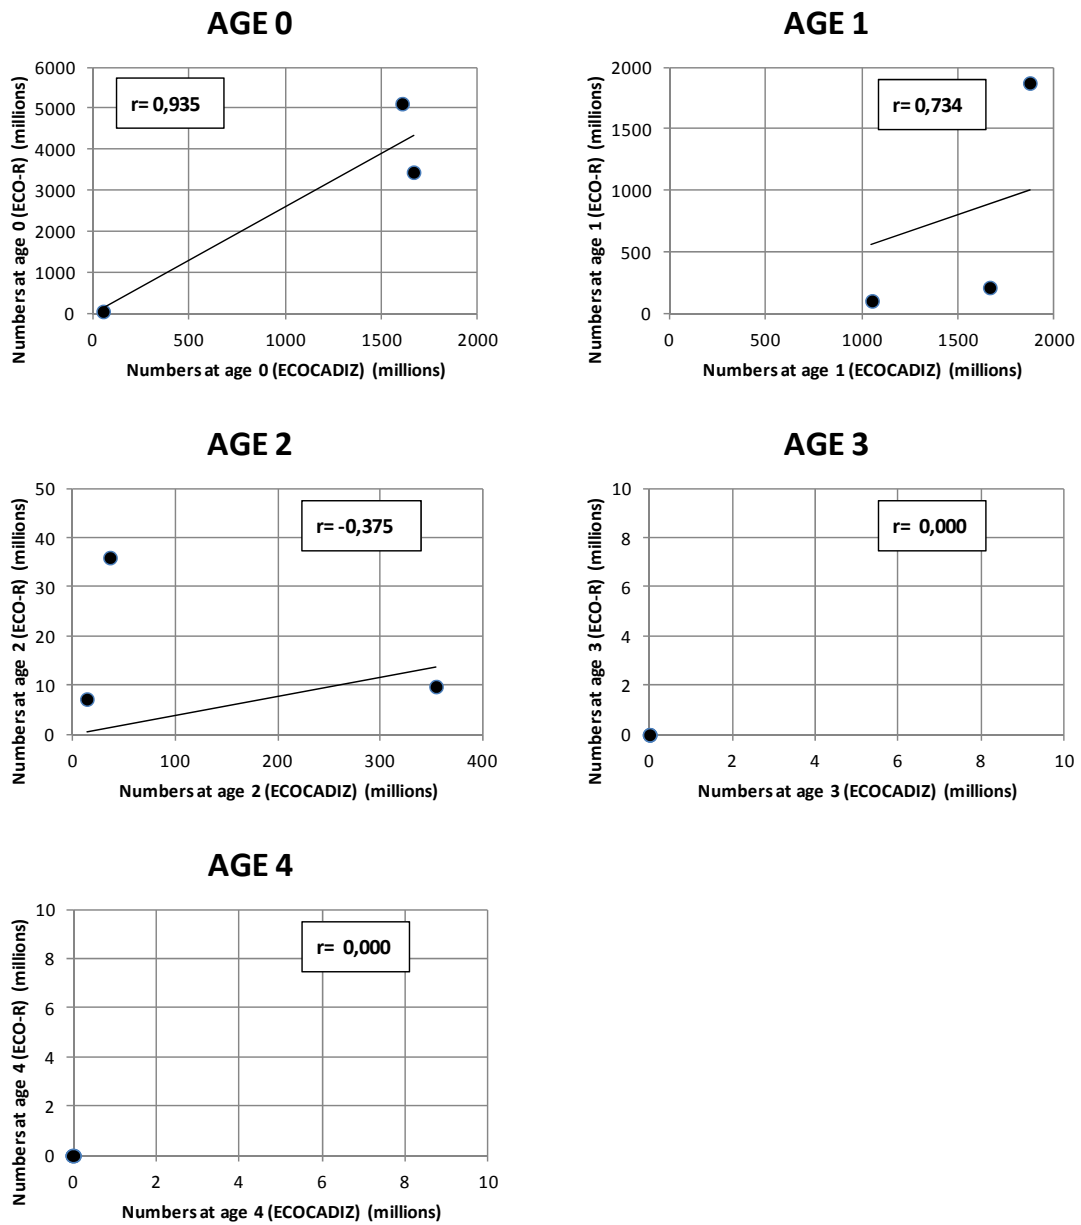 AGE 0
6000
5000
4000
3000
2000
1000
0
Numbers at age 0 (ECO-R) (millions)
r= 0,935
0 500 1000 1500 2000
Numbers at age 0 (ECOCADIZ) (millions)
AGE 1
2000
1500
1000
500
0
Numbers at age 1 (ECO-R) (millions)
r= 0,734
0 500 1000 1500 2000
Numbers at age 1 (ECOCADIZ) (millions)
AGE 2
50
40
30
20
10
0
Numbers at age 2 (ECO-R) (millions)
r= -0,375
0 100 200 300 400
Numbers at age 2 (ECOCADIZ) (millions)
AGE 3
10
8
6
4
2
0
Numbers at age 3 (ECO-R) (millions)
r= 0,000
0 2 4 6 8 10
Numbers at age 3 (ECOCADIZ) (millions)
AGE 4
10
8
6
4
2
0
Numbers at age 4 (ECO-R) (millions)
r= 0,000
0 2 4 6 8 10
Numbers at age 4 (ECOCADIZ) (millions)